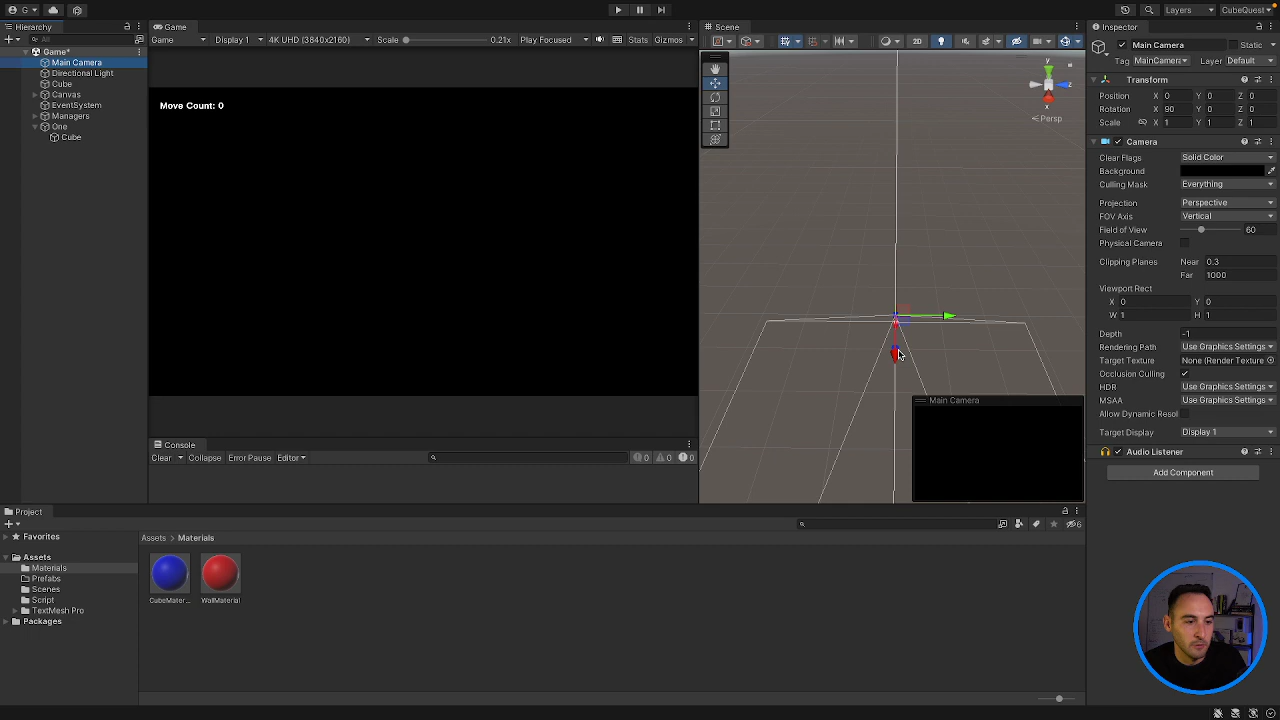 G
Layers
CubeQuest
Hierarchy
All
Game*
Main Camera
Directional Light
Cube
Canvas
EventSystem
Managers
One
Cube
Game
Game
Display 1
4K UHD (3840x2160)
Scale
0.21x
Play Focused
Stats
Gizmos
Move Count: 0
Console
Clear
Collapse
Error Pause
Editor
0
0
0
Scene
2D
y
z
x
Persp
Main Camera
Inspector
Main Camera
Static
Tag MainCamera Layer Default
Transform
Position X 0 Y 0 Z 0
Rotation X 90 Y 0 Z 0
Scale X 1 Y 1 Z 1
Camera
Clear Flags Solid Color
Background
Culling Mask Everything
Projection Perspective
FOV Axis Vertical
Field of View 60
Physical Camera
Clipping Planes Near 0.3
Far 1000
Viewport Rect
X 0 Y 0
W 1 H 1
Depth -1
Rendering Path Use Graphics Settings
Target Texture None (Render Texture
Occlusion Culling
HDR Use Graphics Settings
MSAA Use Graphics Settings
Allow Dynamic Resol
Target Display Display 1
Audio Listener
Add Component
Project
6
Favorites
Assets
Materials
Prefabs
Scenes
Script
TextMesh Pro
Packages
Assets > Materials
CubeMater...
WallMaterial